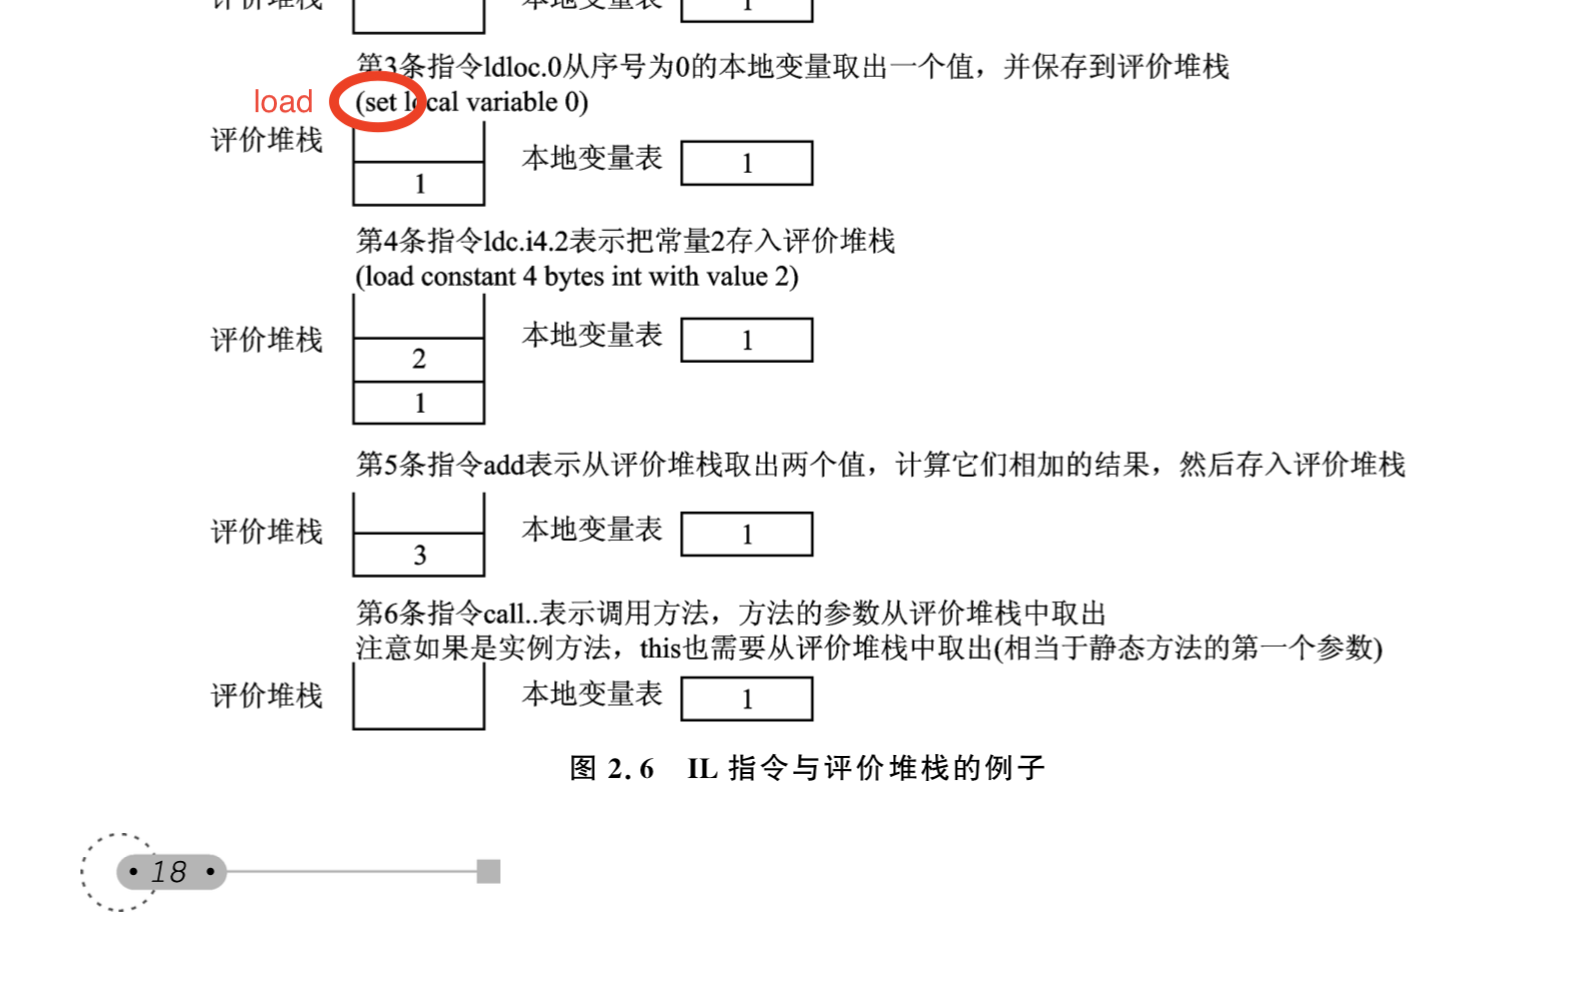 评价堆栈 本地变量表 1
第3条指令ldloc.0从序号为0的本地变量取出一个值，并保存到评价堆栈
load (set local variable 0)
评价堆栈 本地变量表 1
1
第4条指令ldc.i4.2表示把常量2存入评价堆栈
(load constant 4 bytes int with value 2)
评价堆栈 本地变量表 1
2
1
第5条指令add表示从评价堆栈取出两个值，计算它们相加的结果，然后存入评价堆栈
评价堆栈 本地变量表 1
3
第6条指令call..表示调用方法，方法的参数从评价堆栈中取出
注意如果是实例方法，this也需要从评价堆栈中取出(相当于静态方法的第一个参数)
评价堆栈 本地变量表 1
图 2.6 IL 指令与评价堆栈的例子
• 18 •